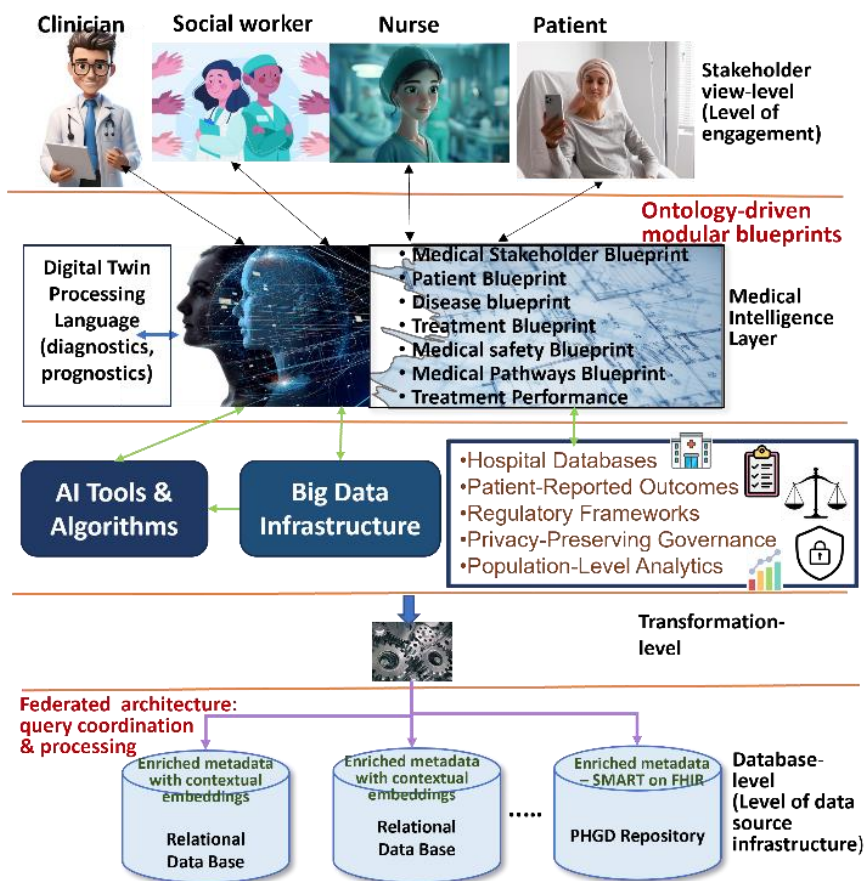 Clinician
Social worker
Nurse
Patient
Stakeholder
view-level
(Level of
engagement)
Ontology-driven
modular blueprints
Digital Twin
Processing
Language
(diagnostics,
prognostics)
• Medical Stakeholder Blueprint
• Patient Blueprint
• Disease blueprint
• Treatment Blueprint
• Medical safety Blueprint
• Medical Pathways Blueprint
• Treatment Performance
Medical
Intelligence
Layer
AI Tools &
Algorithms
Big Data
Infrastructure
•Hospital Databases
•Patient-Reported Outcomes
•Regulatory Frameworks
•Privacy-Preserving Governance
•Population-Level Analytics
Transformation-
level
Federated architecture:
query coordination
& processing
Enriched metadata
with contextual
embeddings
Relational
Data Base
Enriched metadata
with contextual
embeddings
Relational
Data Base
.....
Enriched metadata
– SMART on FHIR
PHGD Repository
Database-
level
(Level of data
source
infrastructure)